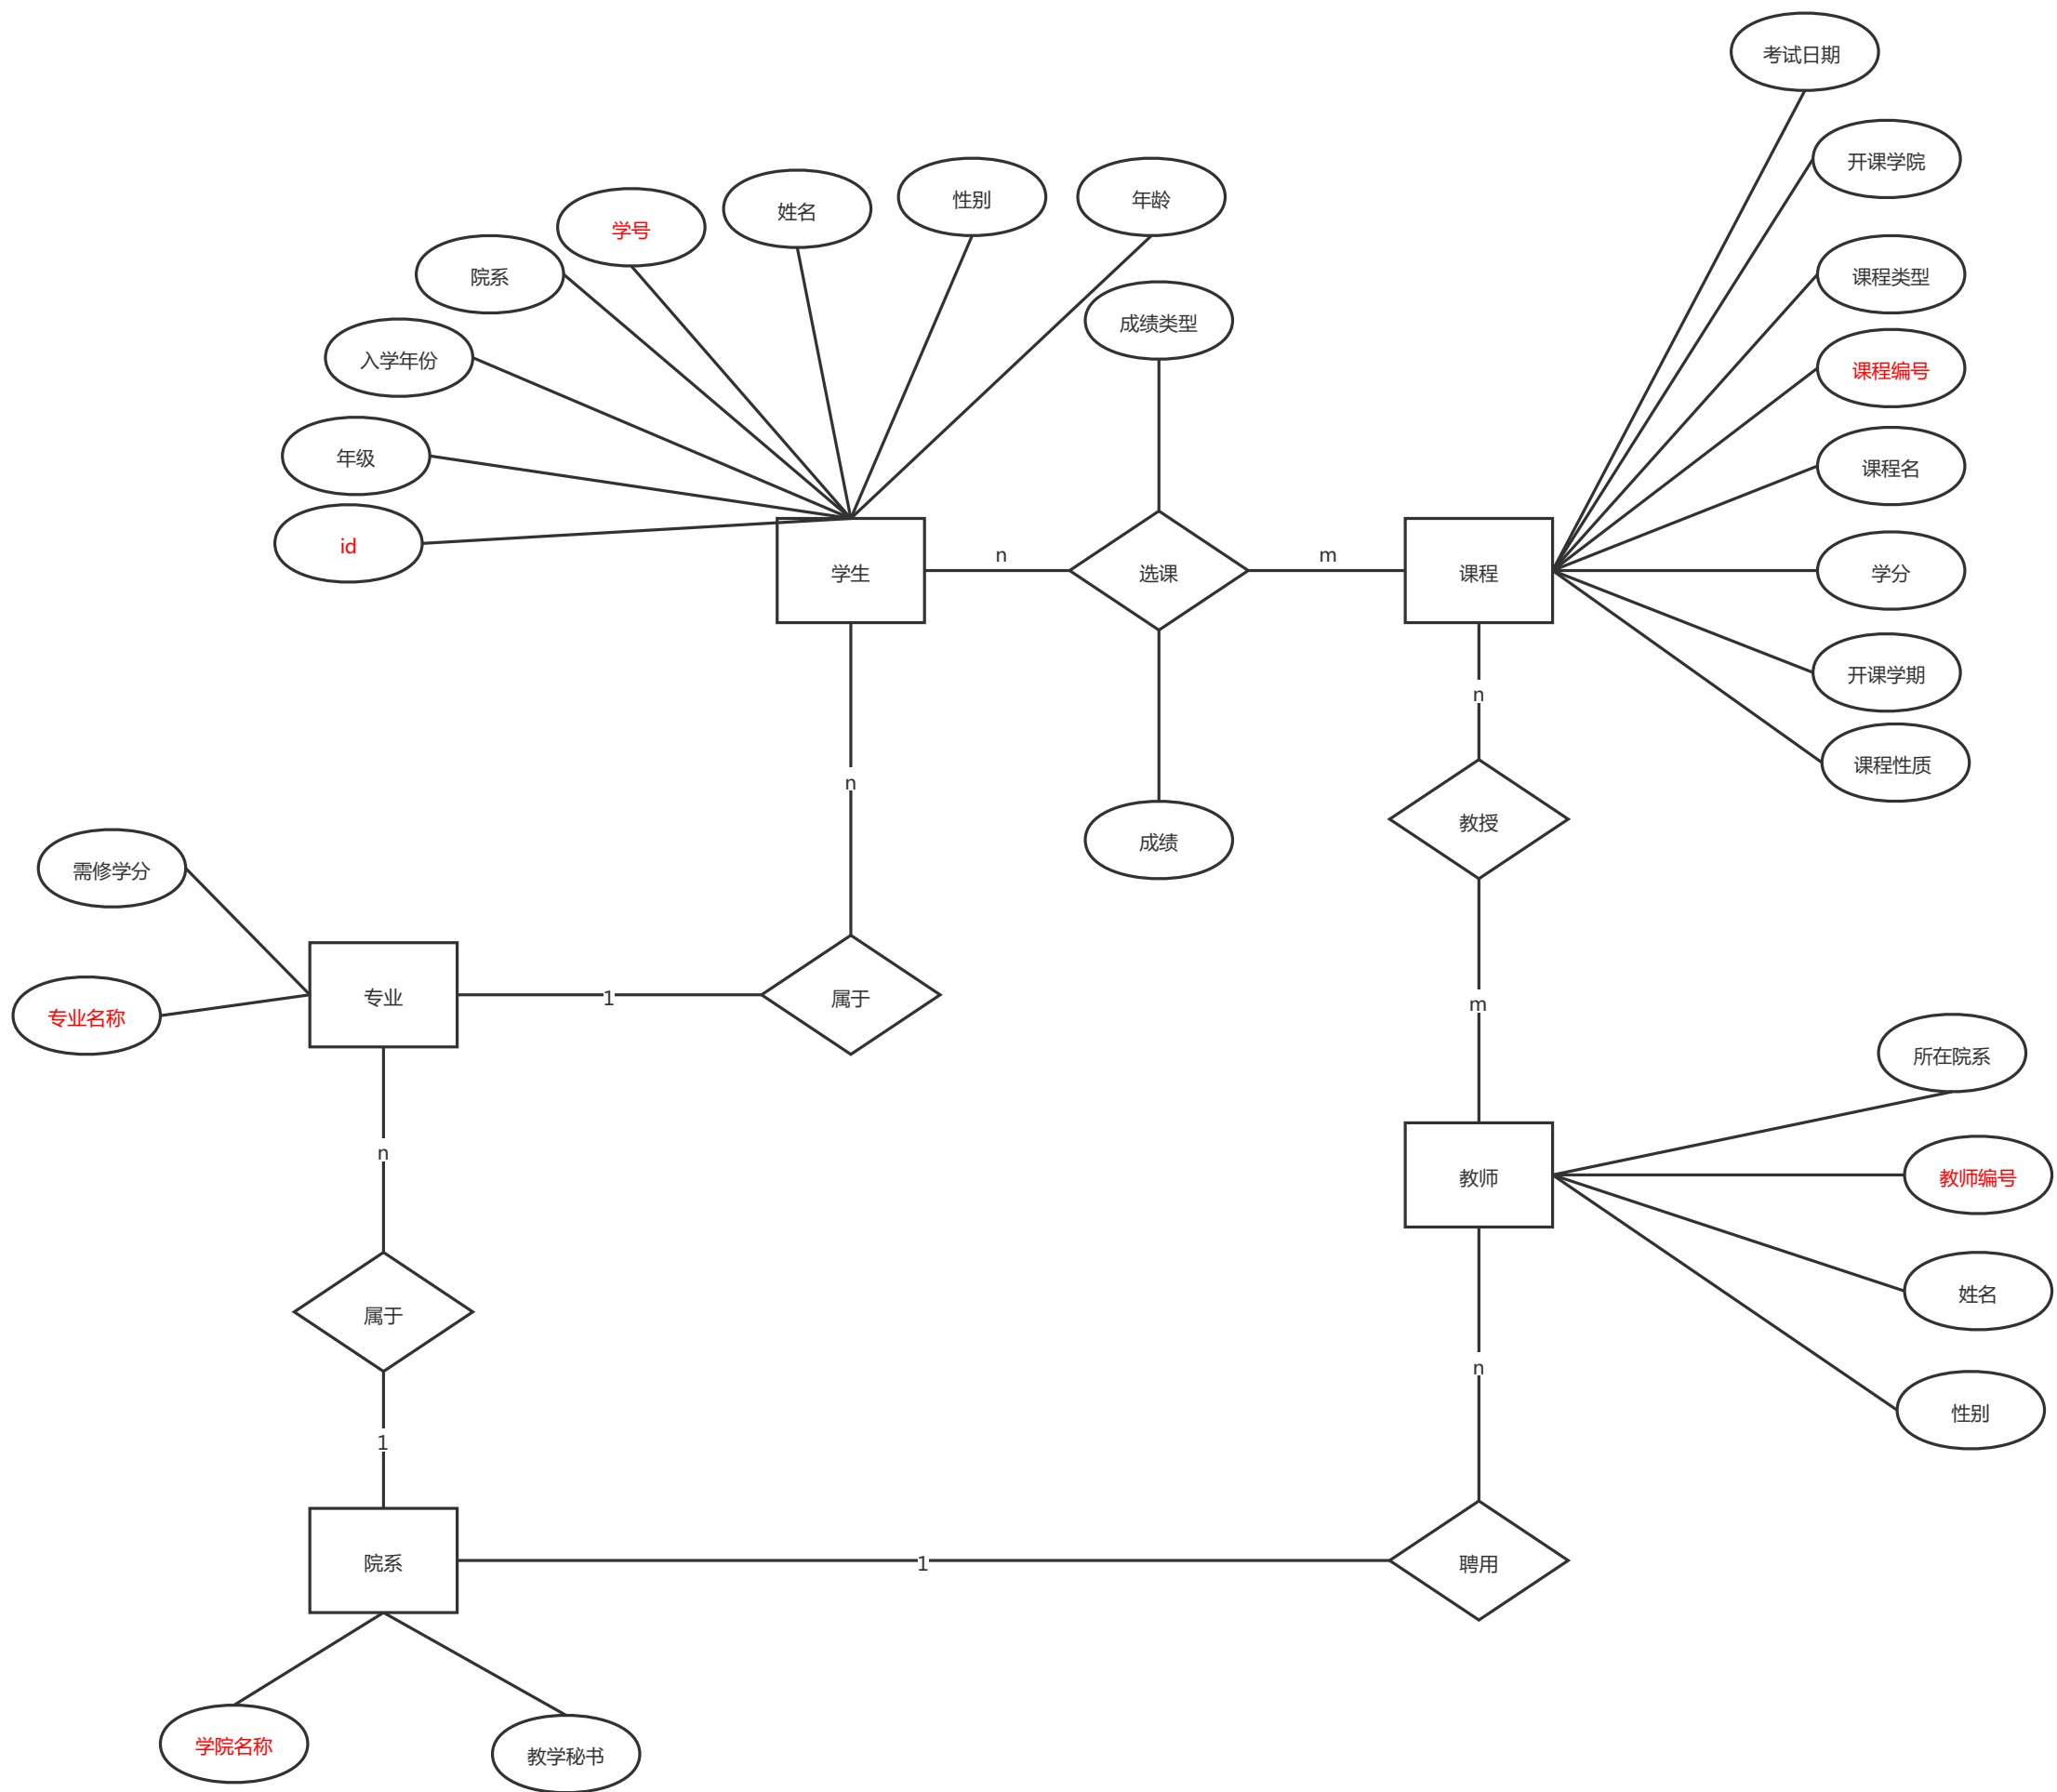 考试日期
开课学院
性别
年龄
姓名
学号
院系
课程类型
成绩类型
入学年份
课程编号
年级
课程名
id
学生
n
选课
m
课程
学分
开课学期
n
课程性质
n
教授
成绩
需修学分
专业
1
属于
m
专业名称
所在院系
n
教师
教师编号
姓名
属于
n
性别
1
院系
1
聘用
学院名称
教学秘书